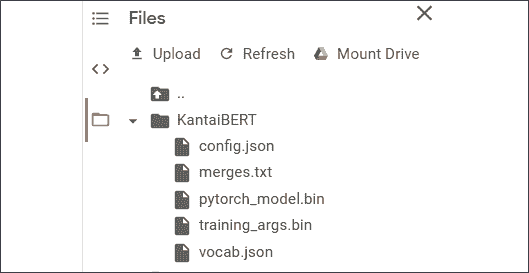 Files
Upload Refresh Mount Drive
..
KantaiBERT
config.json
merges.txt
pytorch_model.bin
training_args.bin
vocab.json